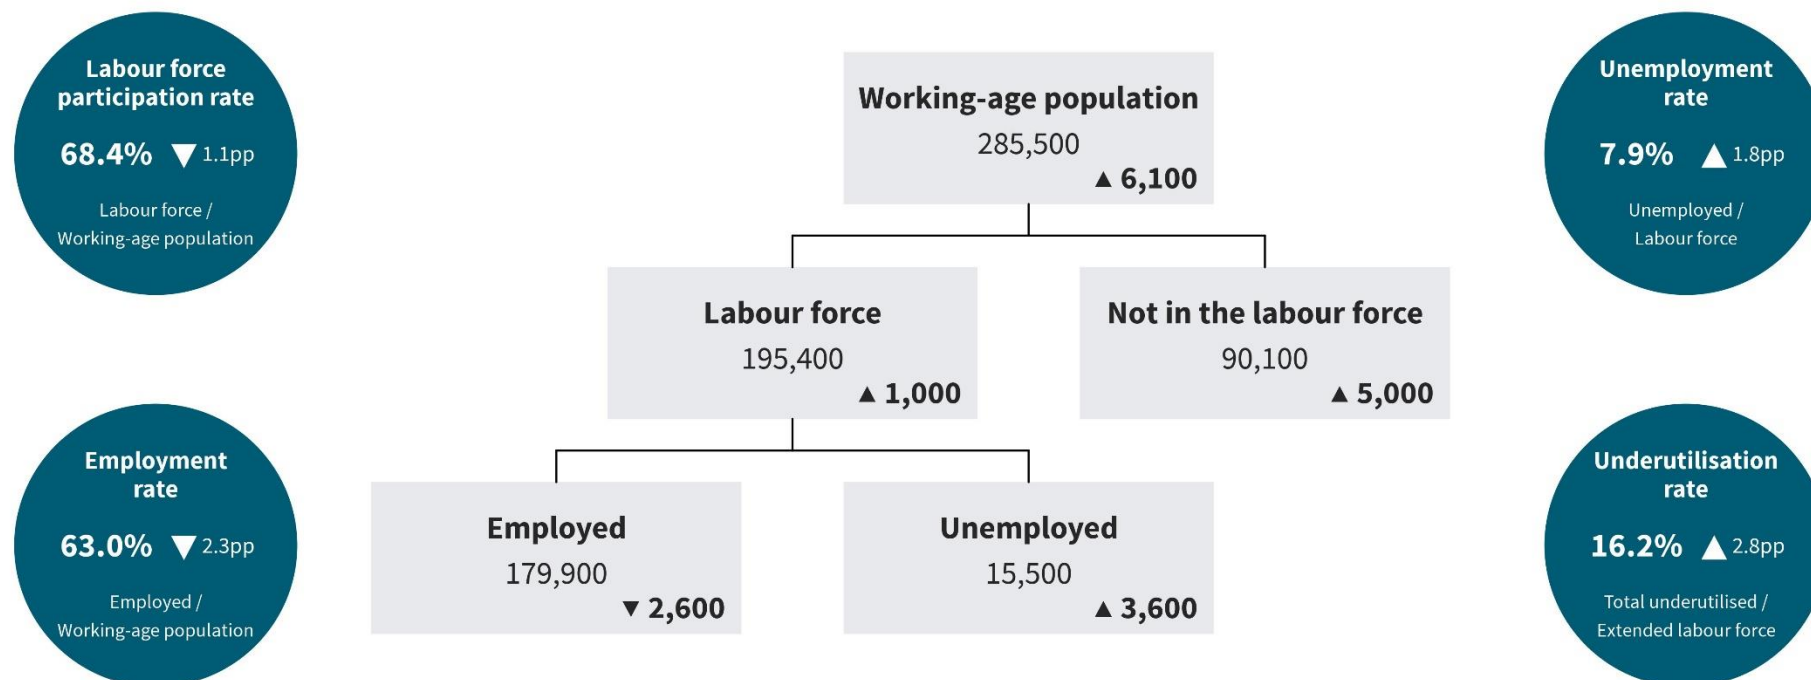 Labour force
participation rate
68.4% ▼ 1.1pp
Labour force /
Working-age population
Working-age population
285,500
▲ 6,100
Unemployment
rate
7.9% ▲ 1.8pp
Unemployed /
Labour force
Labour force
195,400
▲ 1,000
Not in the labour force
90,100
▲ 5,000
Employment
rate
63.0% ▼ 2.3pp
Employed /
Working-age population
Employed
179,900
▼ 2,600
Unemployed
15,500
▲ 3,600
Underutilisation
rate
16.2% ▲ 2.8pp
Total underutilised /
Extended labour force